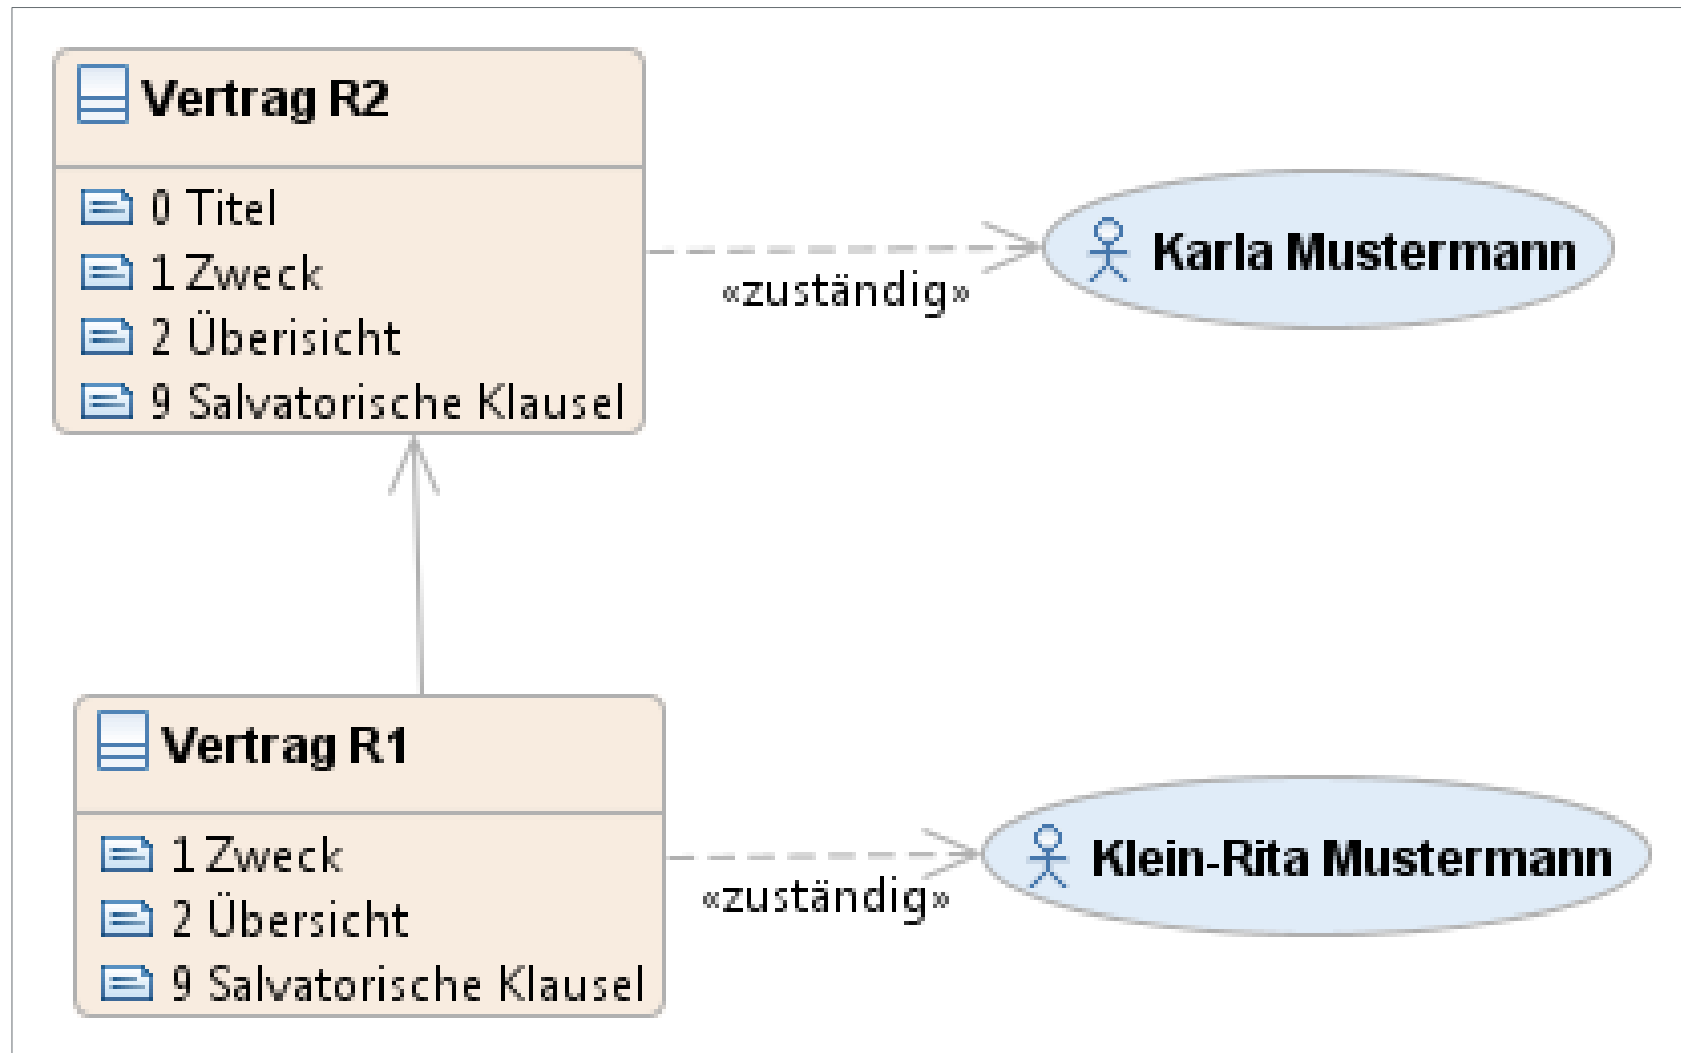 Vertrag R2
0 Titel
1 Zweck
2 Überisicht
9 Salvatorische Klausel
«zuständig»
Karla Mustermann
Vertrag R1
1 Zweck
2 Übersicht
9 Salvatorische Klausel
«zuständig»
Klein-Rita Mustermann